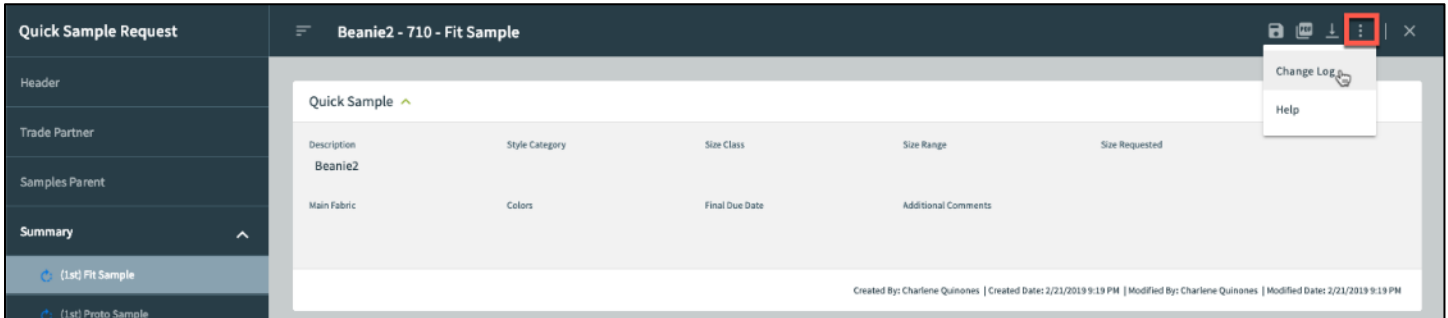 Quick Sample Request
Beanie2 - 710 - Fit Sample
PDF
Header
Change Log
Quick Sample
Help
Trade Partner
Description Style Category Size Class Size Range Size Requested
Beanie2
Samples Parent
Main Fabric Colors Final Due Date Additional Comments
Summary
(1st) Fit Sample
Created By: Charlene Quinones | Created Date: 2/21/2019 9:19 PM | Modified By: Charlene Quinones | Modified Date: 2/21/2019 9:19 PM
(1st) Proto Sample